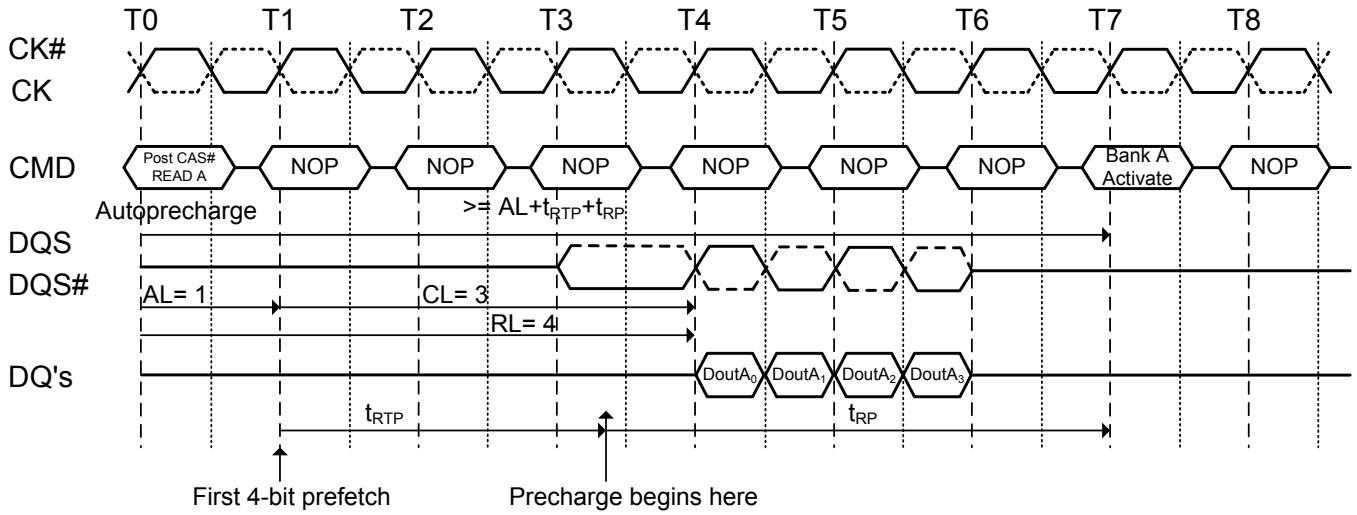 T0 T1 T2 T3 T4 T5 T6 T7 T8
CK#
CK
CMD Post CAS# READ A NOP NOP NOP NOP NOP NOP Bank A Activate NOP
Autoprecharge >= AL+tRTP+tRP
DQS
DQS#
AL= 1 CL= 3
RL= 4
DQ's DoutA0 DoutA1 DoutA2 DoutA3
tRTP tRP
First 4-bit prefetch Precharge begins here